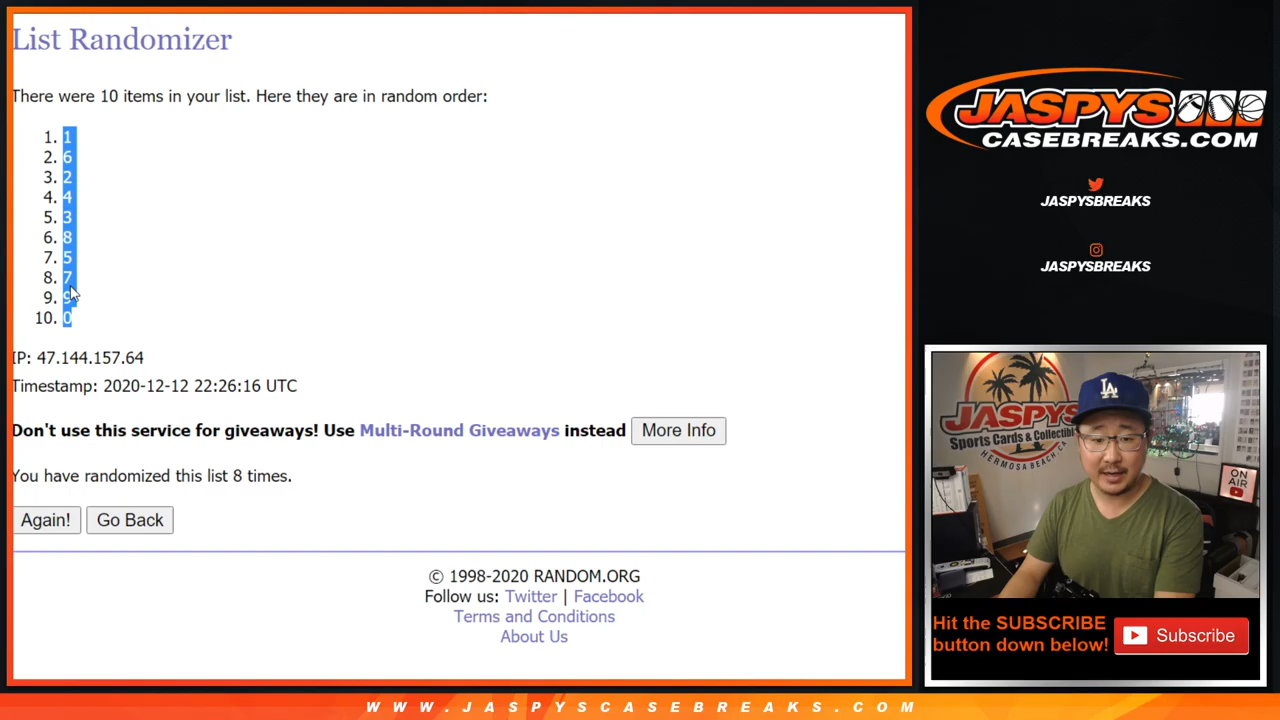 List Randomizer
There were 10 items in your list. Here they are in random order:
1. 1
2. 6
3. 2
4. 4
5. 3
6. 8
7. 5
8. 7
9. 9
10. 0
IP: 47.144.157.64
Timestamp: 2020-12-12 22:26:16 UTC
Don't use this service for giveaways! Use Multi-Round Giveaways instead More Info
You have randomized this list 8 times.
Again! Go Back
© 1998-2020 RANDOM.ORG
Follow us: Twitter | Facebook
Terms and Conditions
About Us
JASPYS
CASEBREAKS.COM
JASPYSBREAKS
JASPYSBREAKS
JASPYS
Sports Cards & Collectibl
HERMOSA BEACH, CA
LA
ON
AIR
Hit the SUBSCRIBE
button down below!
Subscribe
WWW.JASPYSCASEBREAKS.COM